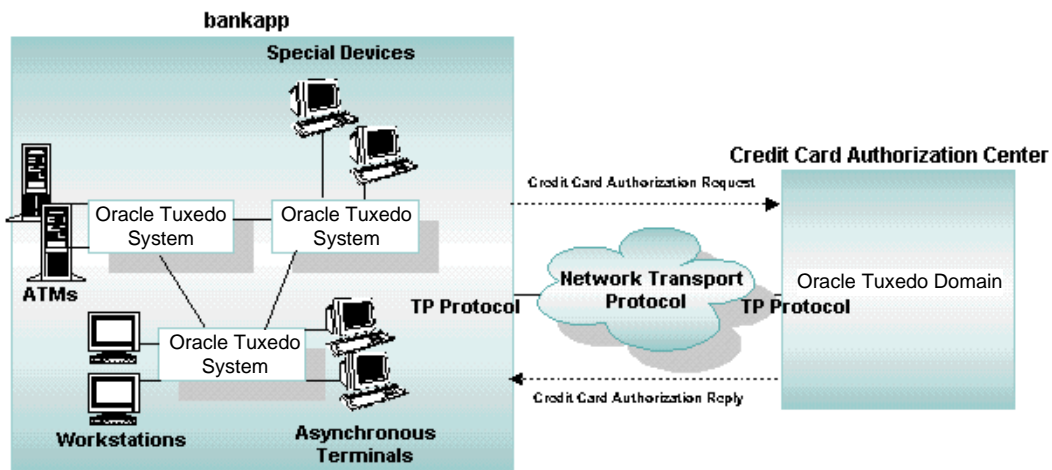 bankapp
Special Devices
Credit Card Authorization Center
Credit Card Authorization Request
Oracle Tuxedo
System
Oracle Tuxedo
System
ATMs
Network Transport
Protocol
Oracle Tuxedo Domain
TP Protocol
TP Protocol
Oracle Tuxedo
System
Credit Card Authorization Reply
Workstations
Asynchronous
Terminals